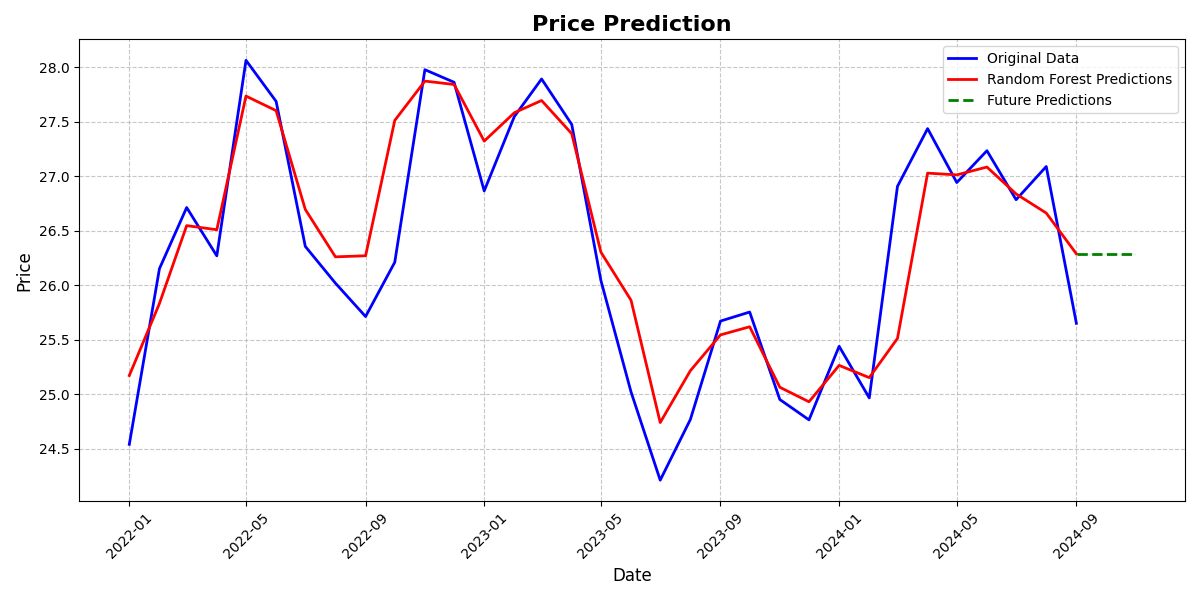 Price Prediction
Original Data
Random Forest Predictions
Future Predictions
Price
28.0
27.5
27.0
26.5
26.0
25.5
25.0
24.5
2022-01
2022-05
2022-09
2023-01
2023-05
2023-09
2024-01
2024-05
2024-09
Date